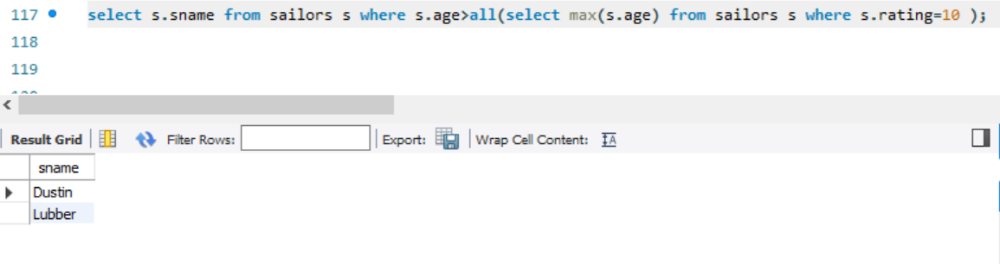 117 select s.sname from sailors s where s.age>all(select max(s.age) from sailors s where s.rating=10 );
118
119
Result Grid Filter Rows: Export: Wrap Cell Content:
sname
Dustin
Lubber